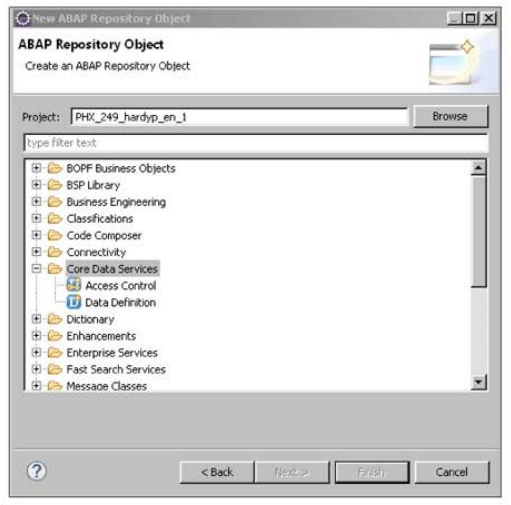 New ABAP Repository Object
ABAP Repository Object
Create an ABAP Repository Object
Project: PHX_249_hardyp_en_1 Browse
type filter text
BOPF Business Objects
BSP Library
Business Engineering
Classifications
Code Composer
Connectivity
Core Data Services
Access Control
Data Definition
Dictionary
Enhancements
Enterprise Services
Fast Search Services
Message Classes
< Back Next > Finish Cancel